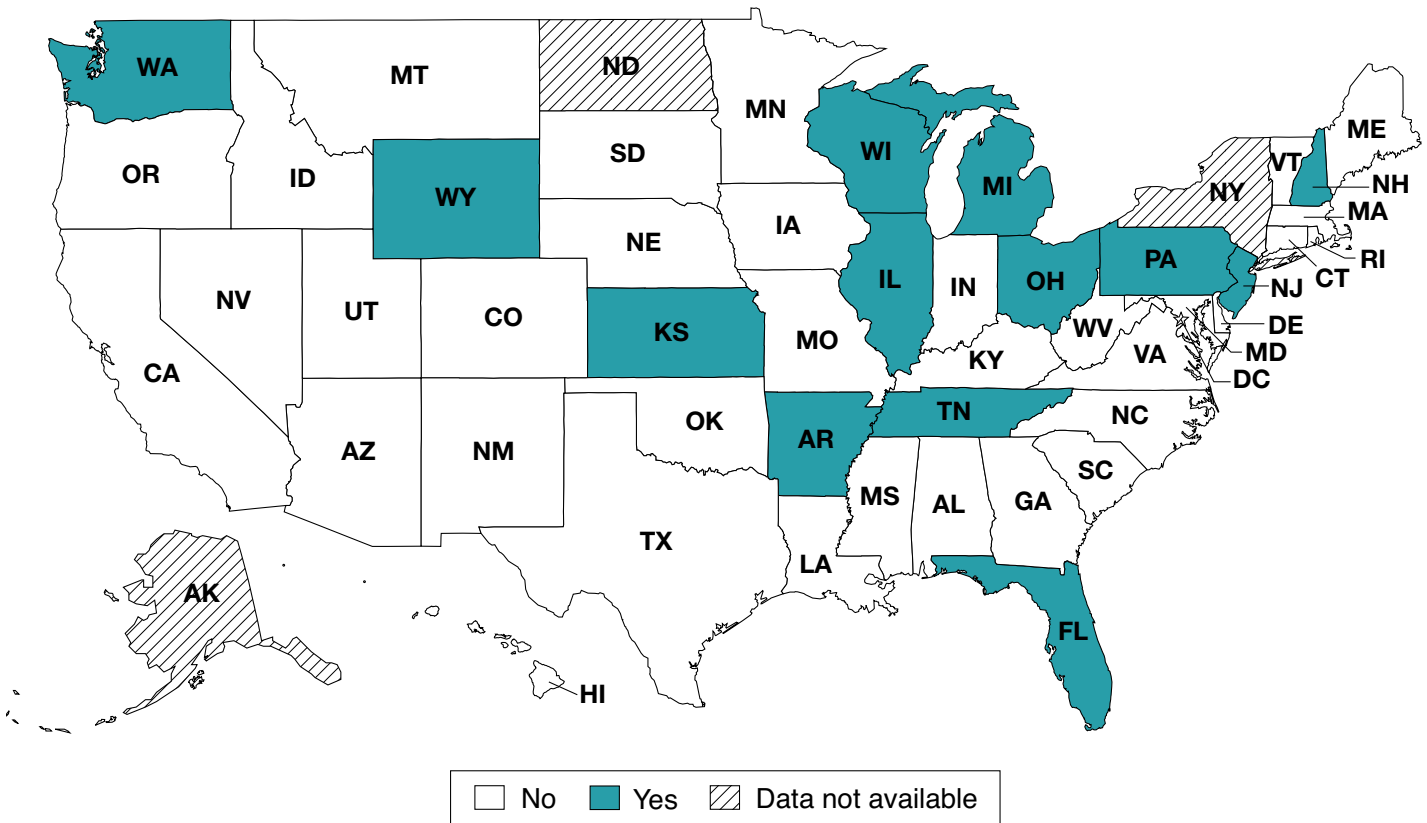 WA
MT
ND
MN
ME
OR
ID
WY
SD
WI
MI
VT
NY
NH
MA
RI
CT
NV
UT
CO
NE
IA
IL
IN
OH
PA
NJ
DE
MD
DC
CA
KS
MO
KY
WV
VA
AZ
NM
OK
AR
TN
NC
SC
TX
LA
MS
AL
GA
FL
AK
HI
No
Yes
Data not available